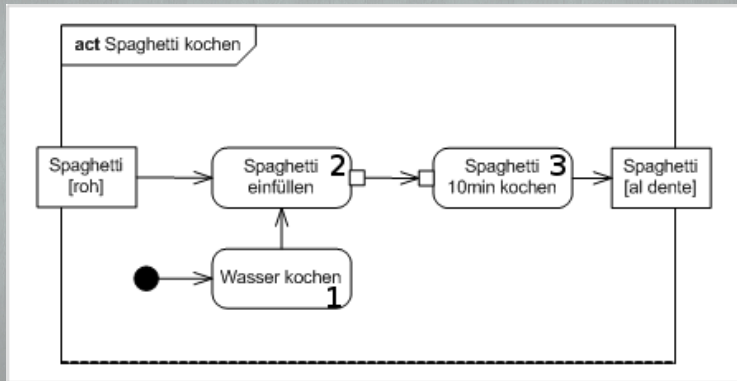 act Spaghetti kochen
Spaghetti
[roh]
Spaghetti
einfüllen
2
Spaghetti
10min kochen
3
Spaghetti
[al dente]
Wasser kochen
1